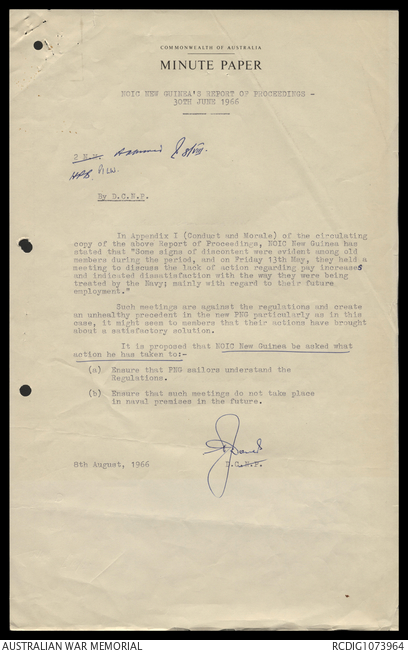 COMMONWEALTH OF AUSTRALIA
MINUTE PAPER
NOIC NEW GUINEA'S REPORT OF PROCEEDINGS -
30TH JUNE 1966
2 N.M.
By D.C.N.P.
In Appendix I (Conduct and Morale) of the circulating
copy of the above Report of Proceedings, NOIC New Guinea has
stated that "Some signs of discontent were evident among old
members during the period, and on Friday 13th May, they held a
meeting to discuss the lack of action regarding pay increases
and indicated dissatisfaction with the way they were being
treated by the Navy; mainly with regard to their future
employment."
Such meetings are against the regulations and create
an unhealthy precedent in the new PNG particularly as in this
case, it might seem to members that their actions have brought
about a satisfactory solution.
It is proposed that NOIC New Guinea be asked what
action he has taken to:-
(a) Ensure that PNG sailors understand the
Regulations.
(b) Ensure that such meetings do not take place
in naval premises in the future.
8th August, 1966
D.C.N.P.
AUSTRALIAN WAR MEMORIAL
RCDIG1073964